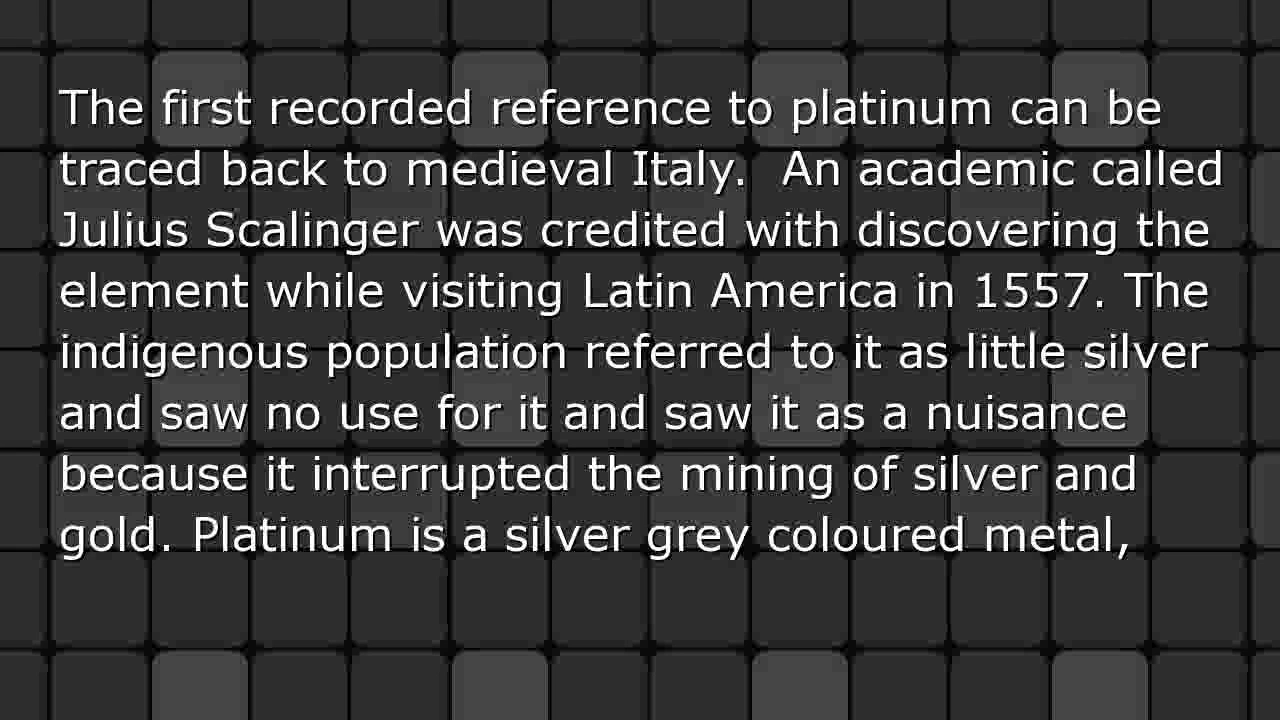 The first recorded reference to platinum can be
traced back to medieval Italy.  An academic called
Julius Scalinger was credited with discovering the
element while visiting Latin America in 1557. The
indigenous population referred to it as little silver
and saw no use for it and saw it as a nuisance
because it interrupted the mining of silver and
gold. Platinum is a silver grey coloured metal,